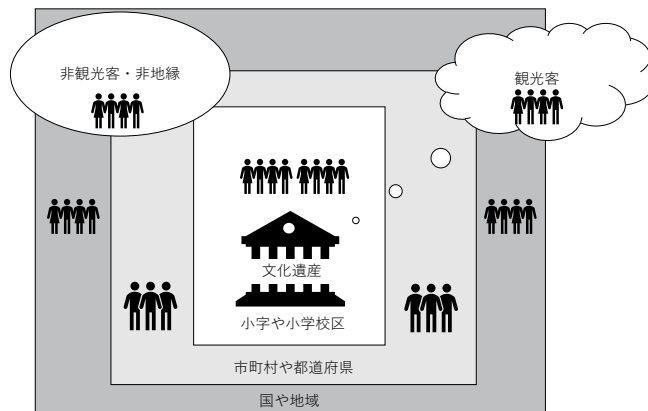 非観光客・非地縁
観光客
文化遺産
小字や小学校区
市町村や都道府県
国や地域